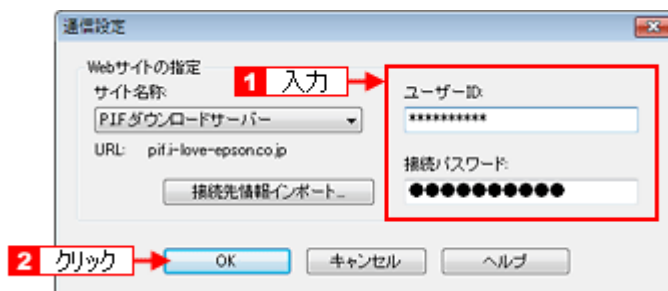 通信設定
Webサイトの指定
サイト名称:
PIFダウンロードサーバー
URL: pif.i-love-epson.co.jp
接続先情報インポート...
1 入力
ユーザーID:
**********
接続パスワード:
●●●●●●●●●●
2 クリック
OK
キャンセル
ヘルプ